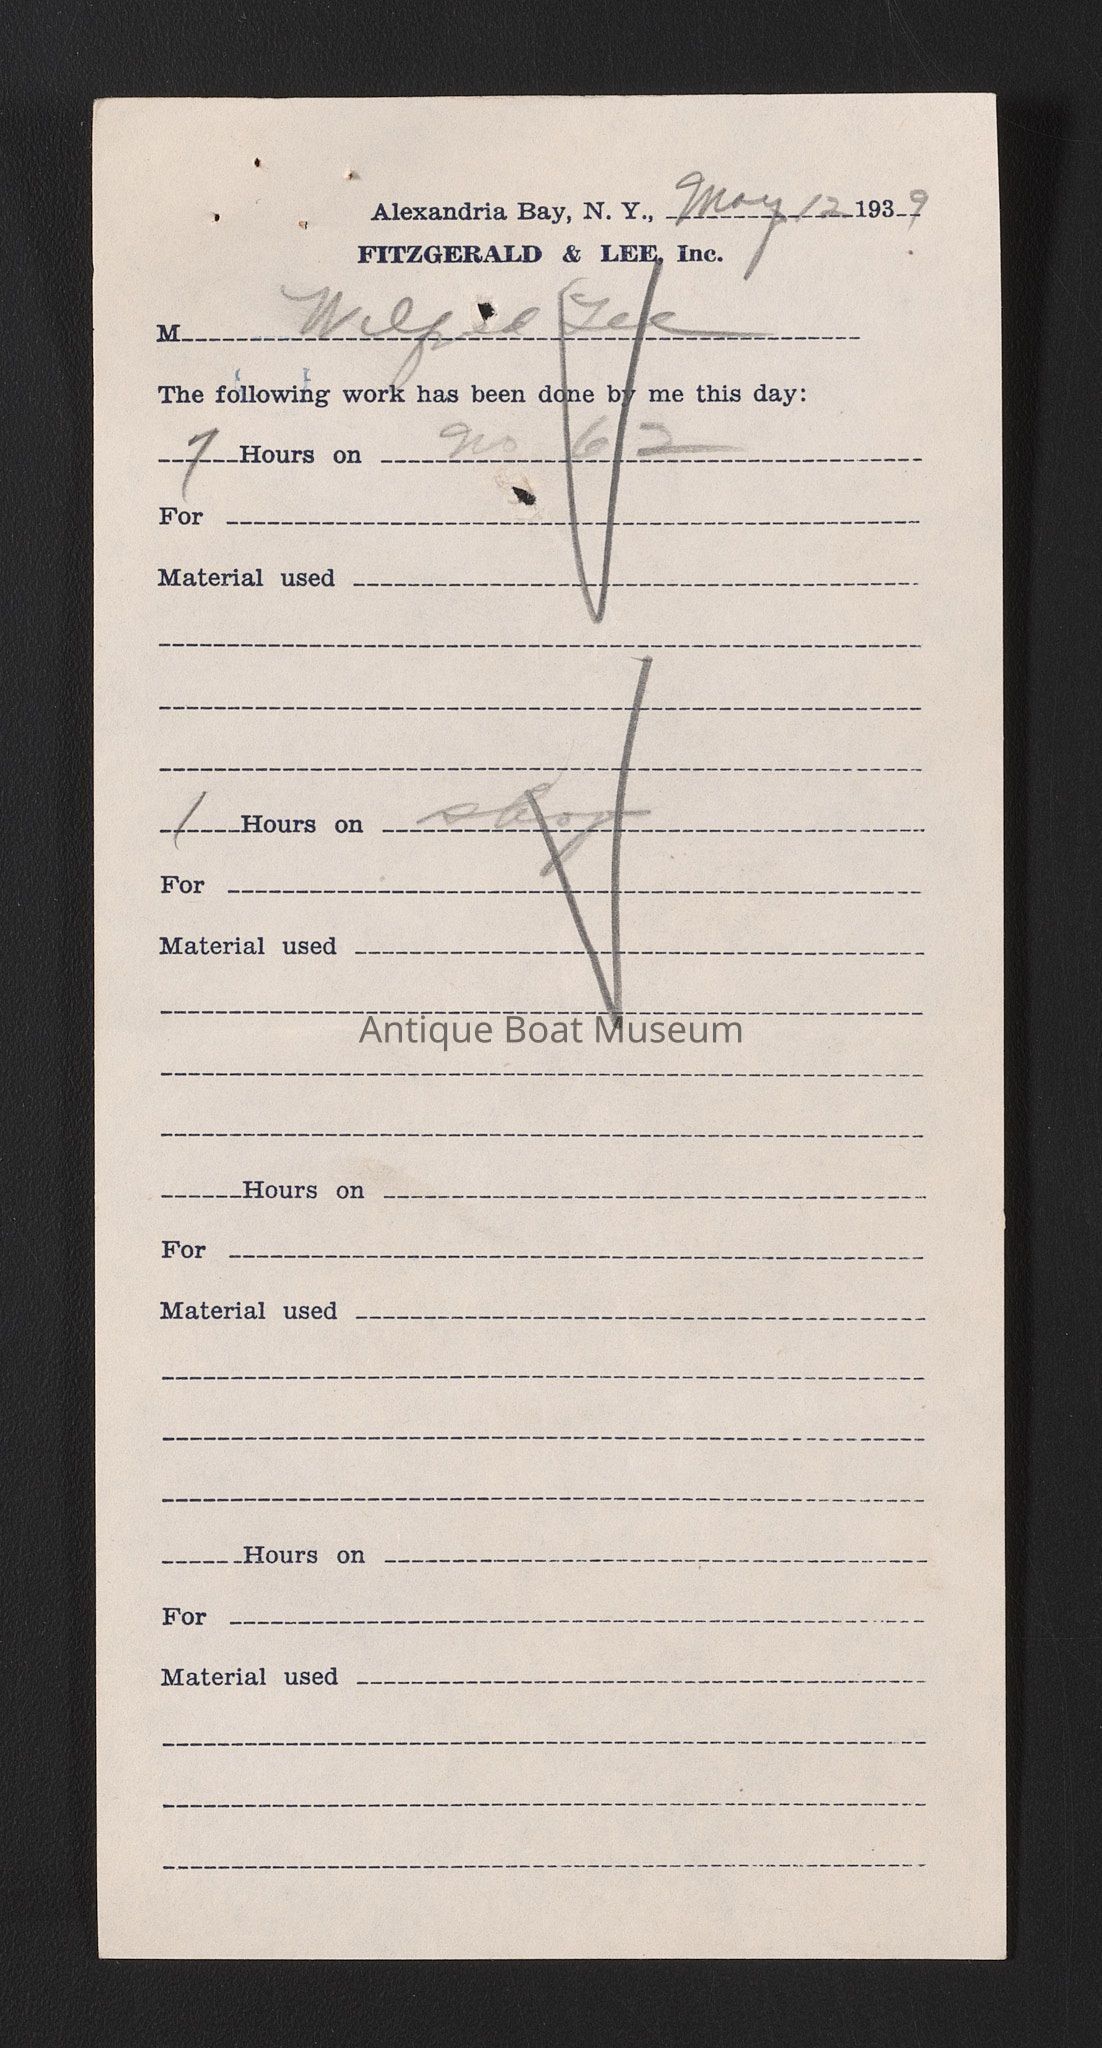 Alexandria Bay, N. Y., May 12 1939
FITZGERALD & LEE, Inc.
M Wilfred Lee
The following work has been done by me this day:
7 Hours on No 62
For
Material used
1 Hours on shop
For
Material used
Antique Boat Museum
Hours on
For
Material used
Hours on
For
Material used